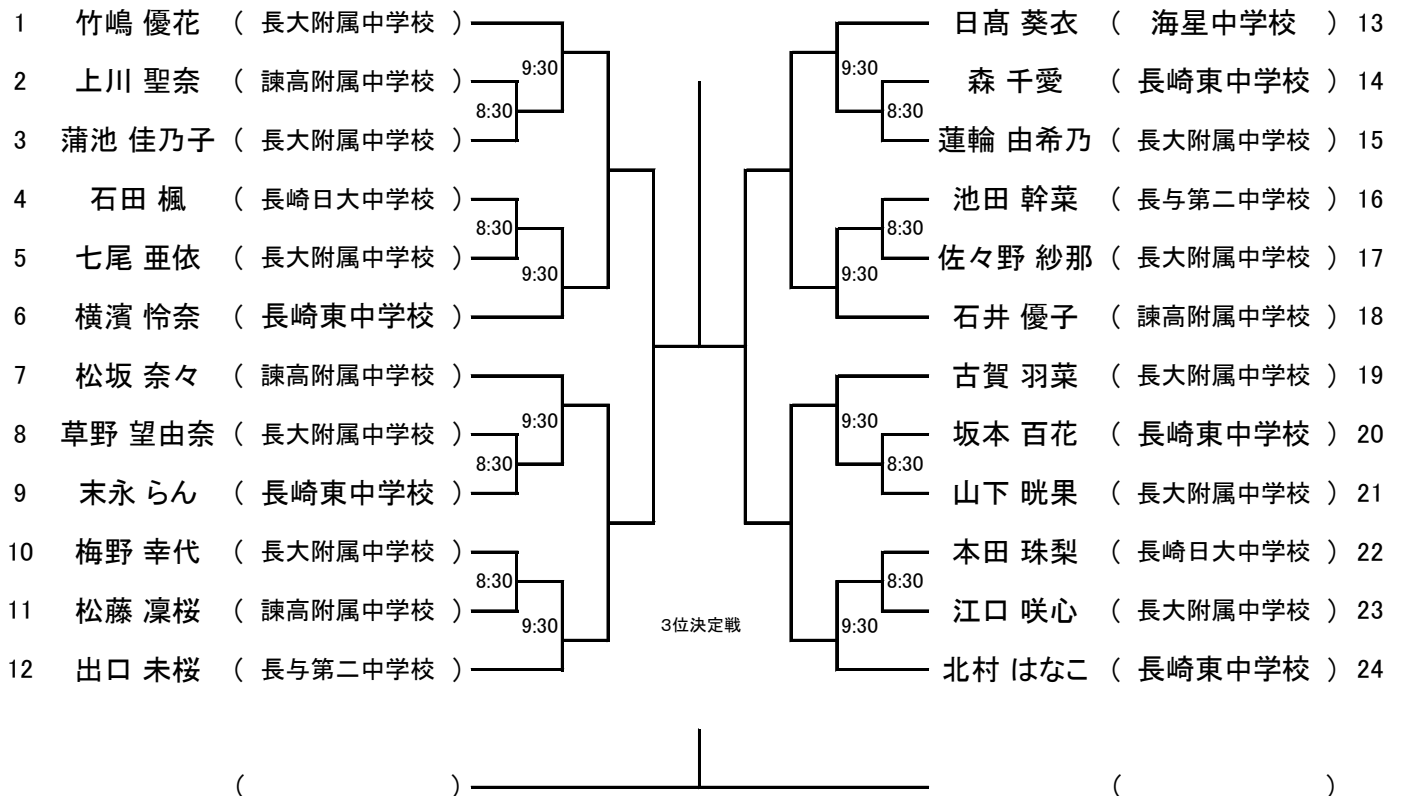 1 竹嶋 優花 ( 長大附属中学校 ) 日髙 葵衣 ( 海星中学校 ) 13
9:30 9:30
2 上川 聖奈 ( 諫高附属中学校 ) 森 千愛 ( 長崎東中学校 ) 14
8:30 8:30
3 蒲池 佳乃子 ( 長大附属中学校 ) 蓮輪 由希乃 ( 長大附属中学校 ) 15
4 石田 楓 ( 長崎日大中学校 ) 池田 幹菜 ( 長与第二中学校 ) 16
8:30 8:30
5 七尾 亜依 ( 長大附属中学校 ) 佐々野 紗那 ( 長大附属中学校 ) 17
9:30 9:30
6 横濱 怜奈 ( 長崎東中学校 ) 石井 優子 ( 諫高附属中学校 ) 18
7 松坂 奈々 ( 諫高附属中学校 ) 古賀 羽菜 ( 長大附属中学校 ) 19
9:30 9:30
8 草野 望由奈 ( 長大附属中学校 ) 坂本 百花 ( 長崎東中学校 ) 20
8:30 8:30
9 末永 らん ( 長崎東中学校 ) 山下 晄果 ( 長大附属中学校 ) 21
10 梅野 幸代 ( 長大附属中学校 ) 本田 珠梨 ( 長崎日大中学校 ) 22
8:30 8:30
11 松藤 凜桜 ( 諫高附属中学校 ) 江口 咲心 ( 長大附属中学校 ) 23
9:30 3位決定戦 9:30
12 出口 未桜 ( 長与第二中学校 ) 北村 はなこ ( 長崎東中学校 ) 24
( ) ( )